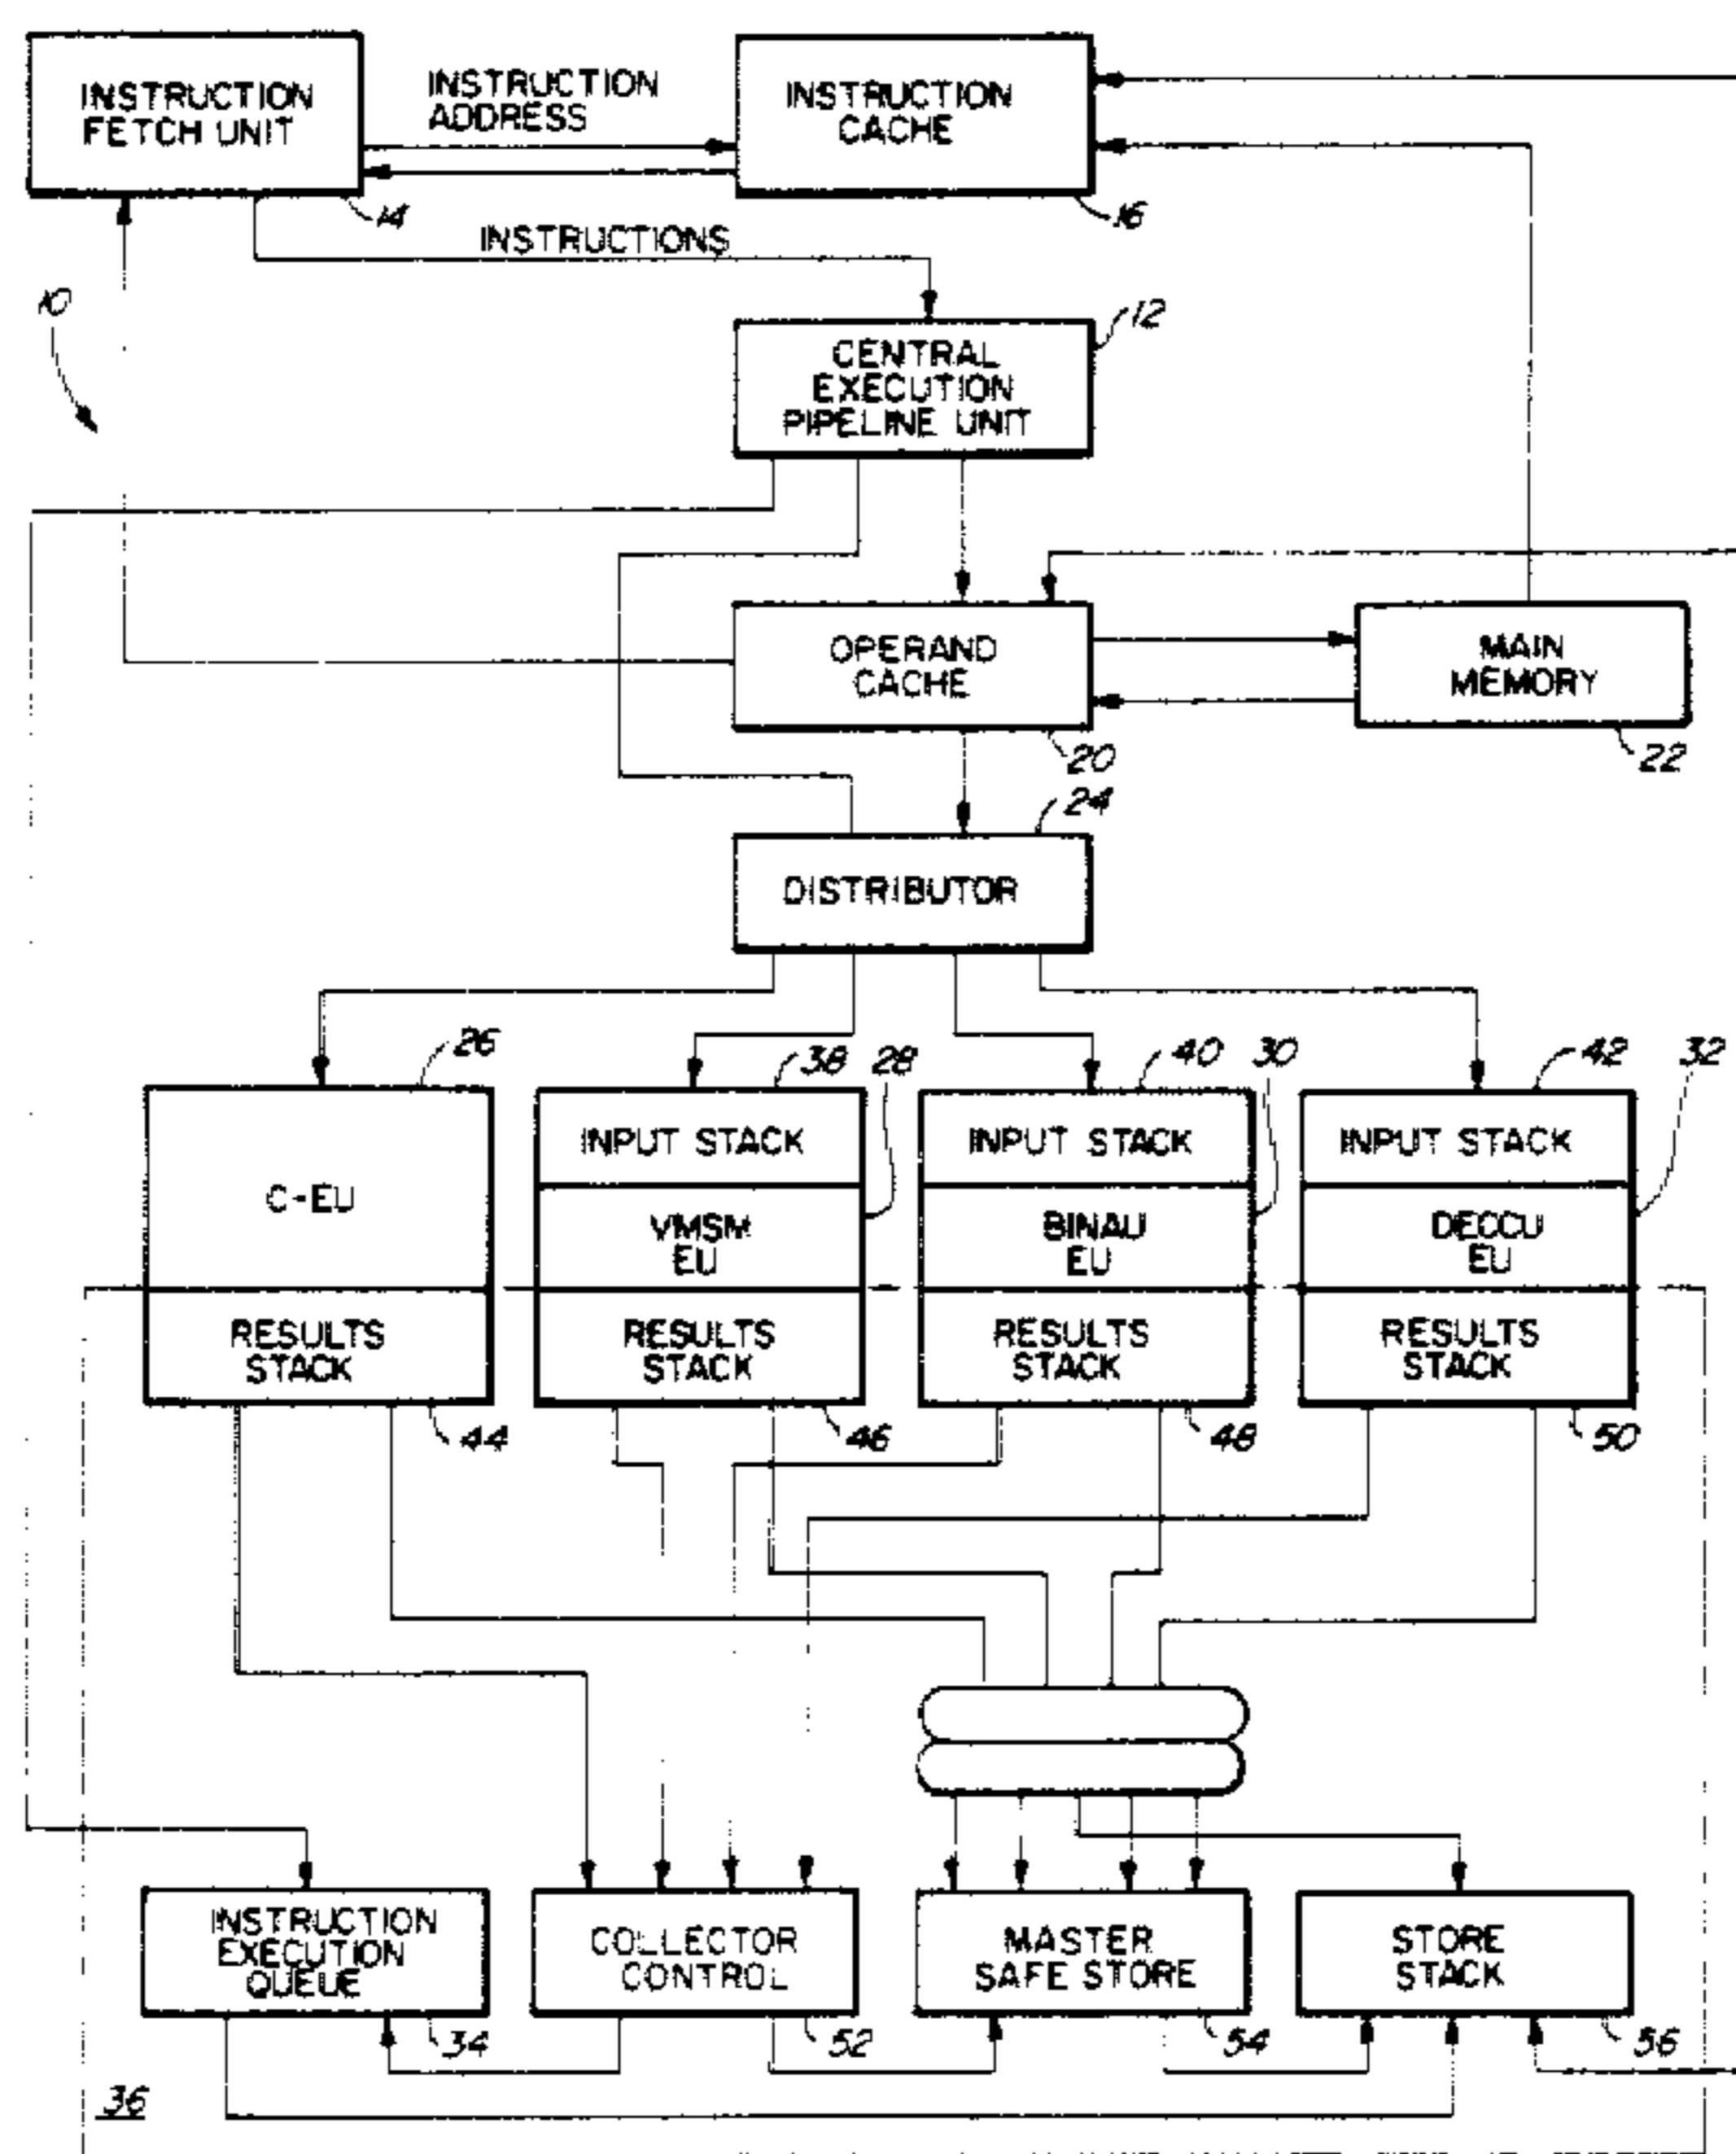 INSTRUCTION
FETCH UNIT
INSTRUCTION
ADDRESS
INSTRUCTION
CACHE
14
16
INSTRUCTIONS
10
12
CENTRAL
EXECUTION
PIPELINE UNIT
OPERAND
CACHE
MAIN
MEMORY
20
22
24
DISTRIBUTOR
26
38
28
40
30
42
32
C-EU
INPUT STACK
INPUT STACK
INPUT STACK
VMSM
EU
BINAU
EU
DECCU
EU
RESULTS
STACK
RESULTS
STACK
RESULTS
STACK
RESULTS
STACK
44
46
48
50
INSTRUCTION
EXECUTION
QUEUE
COLLECTOR
CONTROL
MASTER
SAFE STORE
STORE
STACK
34
52
54
56
36